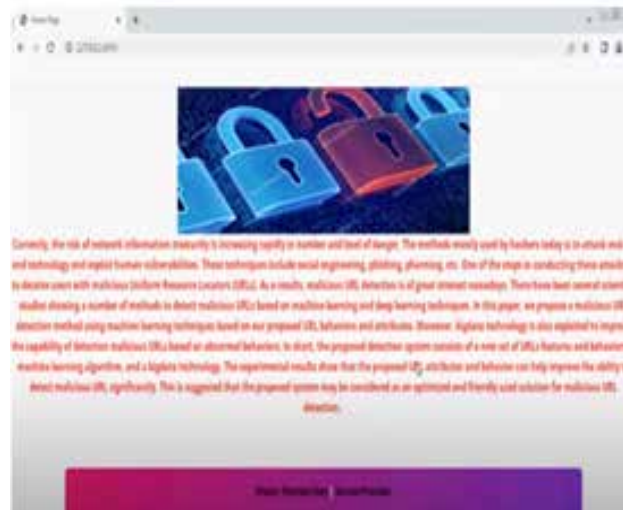 Currently, the risk of network information insecurity is increasing rapidly in number and level of danger. The methods mostly used by hackers today is to attack
and technology and exploit human vulnerabilities. These techniques include social engineering, phishing, pharming, etc. One of the steps in conducting these attacks
to deceive users with malicious Uniform Resource Locators (URLs). As a results, malicious URL detection is of great interest nowadays. There have been several
studies showing a number of methods to detect malicious URLs based on machine learning and deep learning techniques. In this paper, we propose a malicious URL
detection method using machine learning techniques based on our proposed URL behaviors and attributes. Moreover, bigdata technology is also exploited to
the capability of detection malicious URLs based on abnormal behaviors. In short, the proposed detection system consists of a new set of URLs features and
machine learning algorithm, and a bigdata technology. The experimental results show that the proposed URL attributes and behavior can help improve the ability
detect malicious URL significantly. This is suggested that the proposed system may be considered as an optimized and friendly used solution for malicious URL
detection.